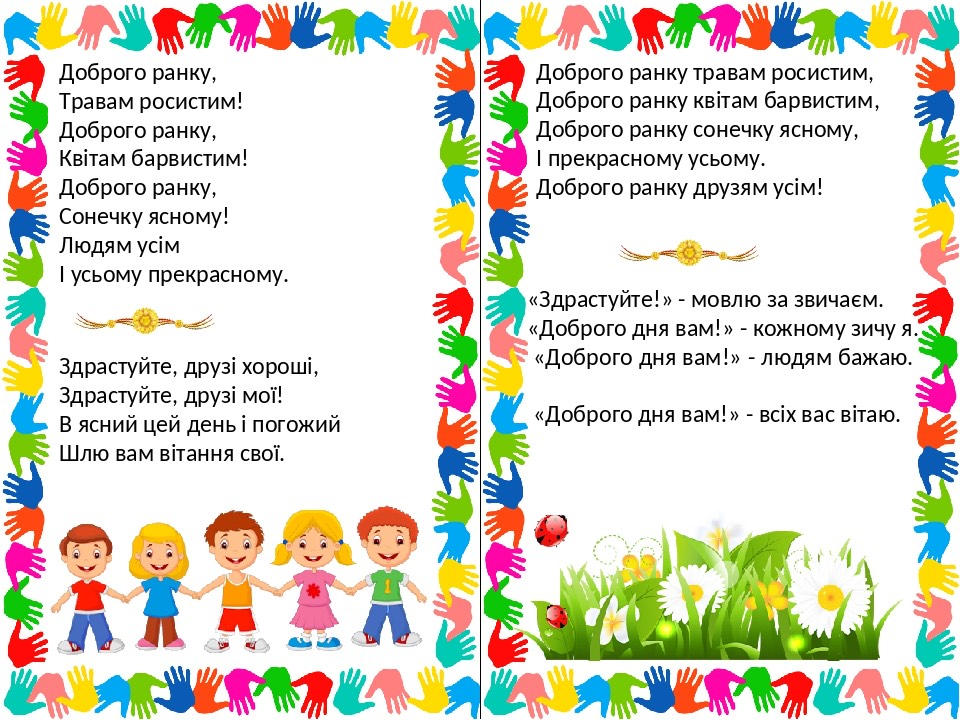 Доброго ранку,
Травам росистим!
Доброго ранку,
Квітам барвистим!
Доброго ранку,
Сонечку ясному!
Людям усім
І усьому прекрасному.
Здрастуйте, друзі хороші,
Здрастуйте, друзі мої!
В ясний цей день і погожий
Шлю вам вітання свої.
1
Доброго ранку травам росистим,
Доброго ранку квітам барвистим,
Доброго ранку сонечку ясному,
І прекрасному усьому.
Доброго ранку друзям усім!
«Здрастуйте!» - мовлю за звичаєм.
«Доброго дня вам!» - кожному зичу я.
«Доброго дня вам!» - людям бажаю.
«Доброго дня вам!» - всіх вас вітаю.